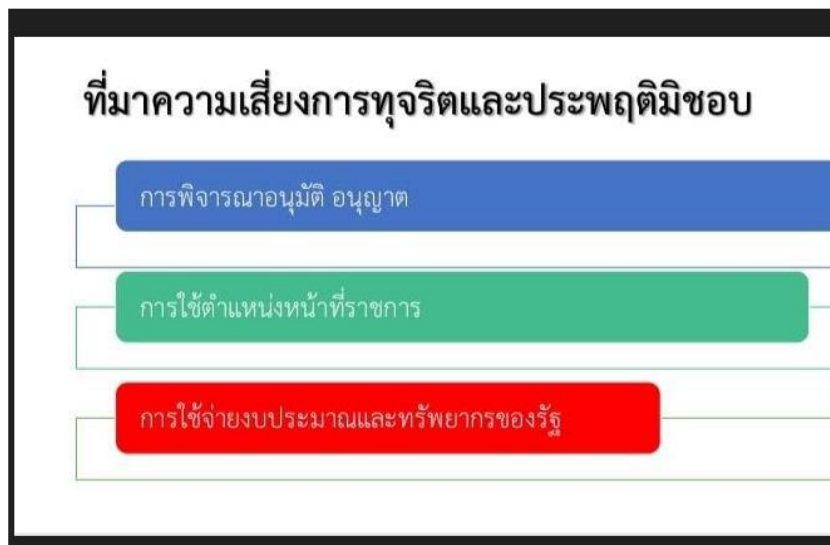 ที่มาความเสี่ยงการทุจริตและประพฤติมิชอบ
การพิจารณาอนุมัติ อนุญาต
การใช้ตำแหน่งหน้าที่ราชการ
การใช้จ่ายงบประมาณและทรัพยากรของรัฐ